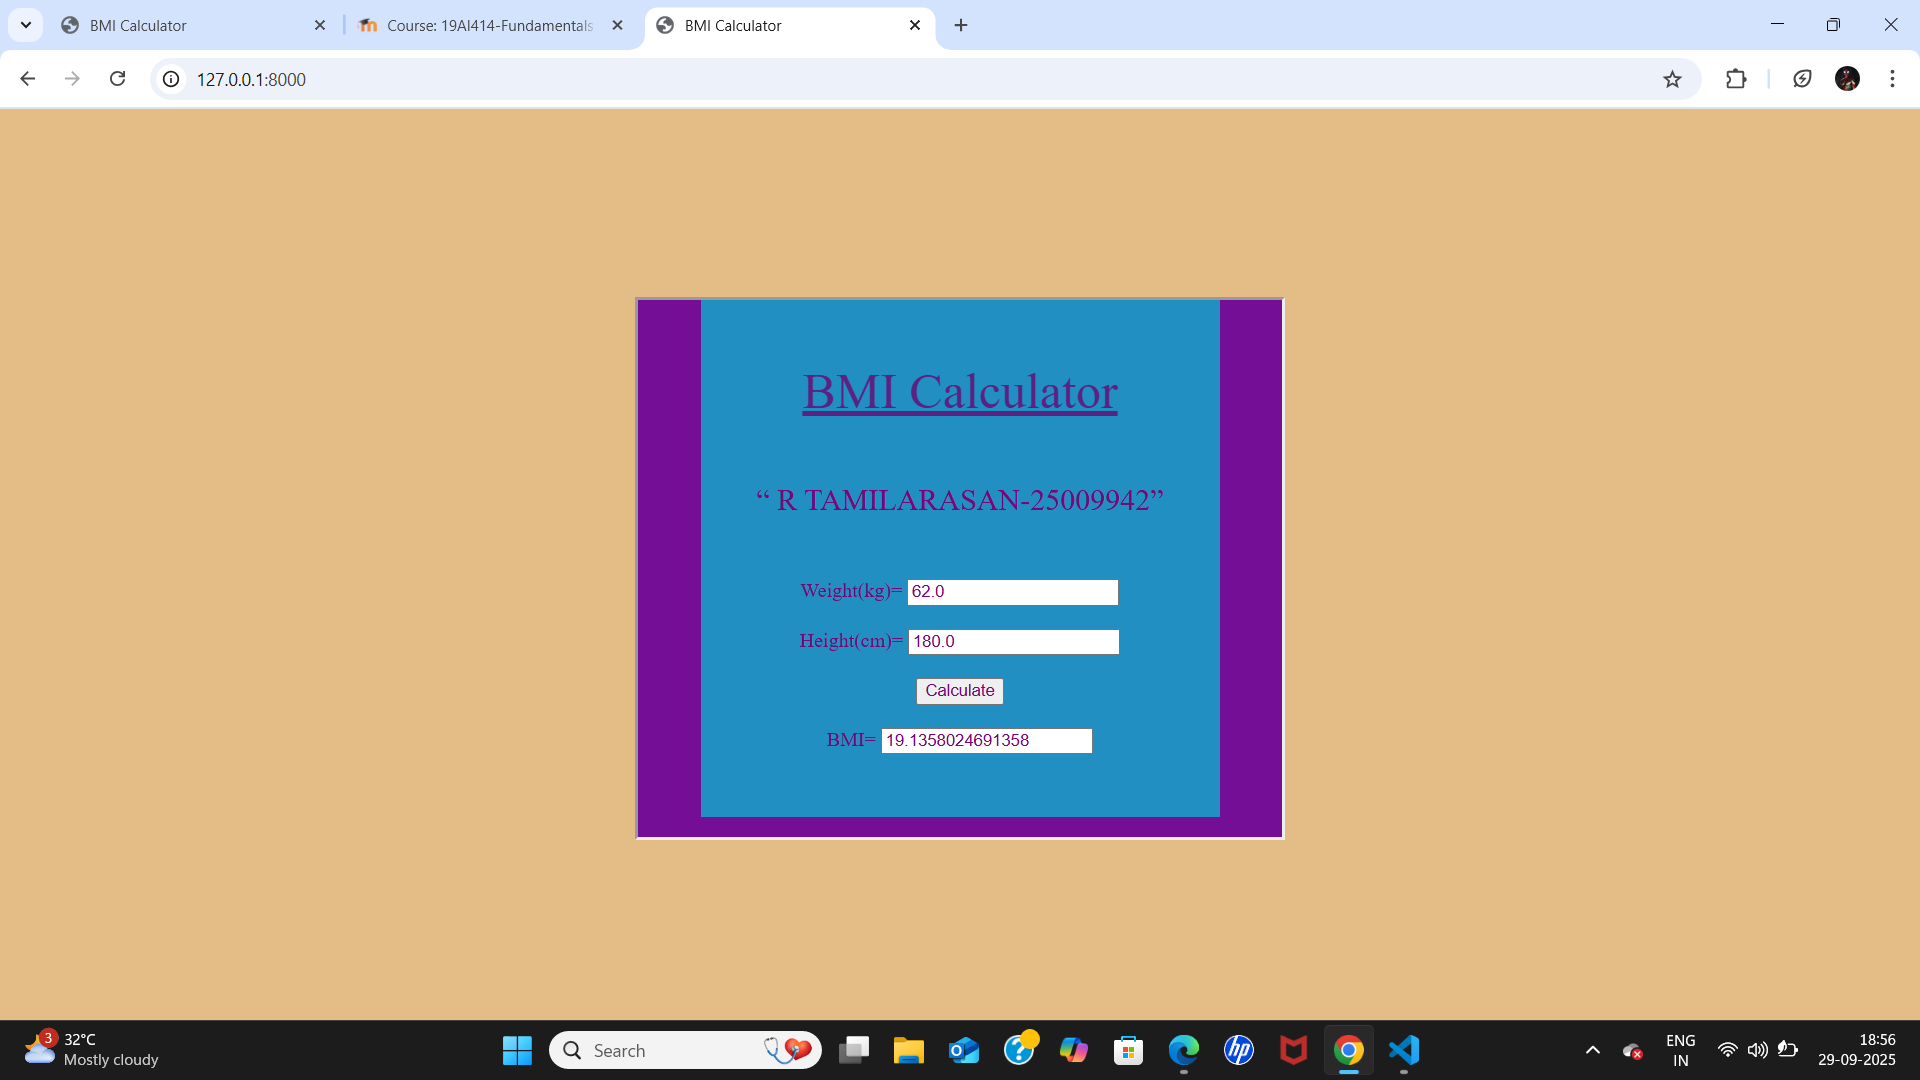 BMI Calculator
Course: 19AI414-Fundamentals
BMI Calculator
127.0.0.1:8000
BMI Calculator
“ R TAMILARASAN-25009942”
Weight(kg)= 62.0
Height(cm)= 180.0
Calculate
BMI= 19.1358024691358
3
32°C
Mostly cloudy
Search
hp
ENG
IN
18:56
29-09-2025